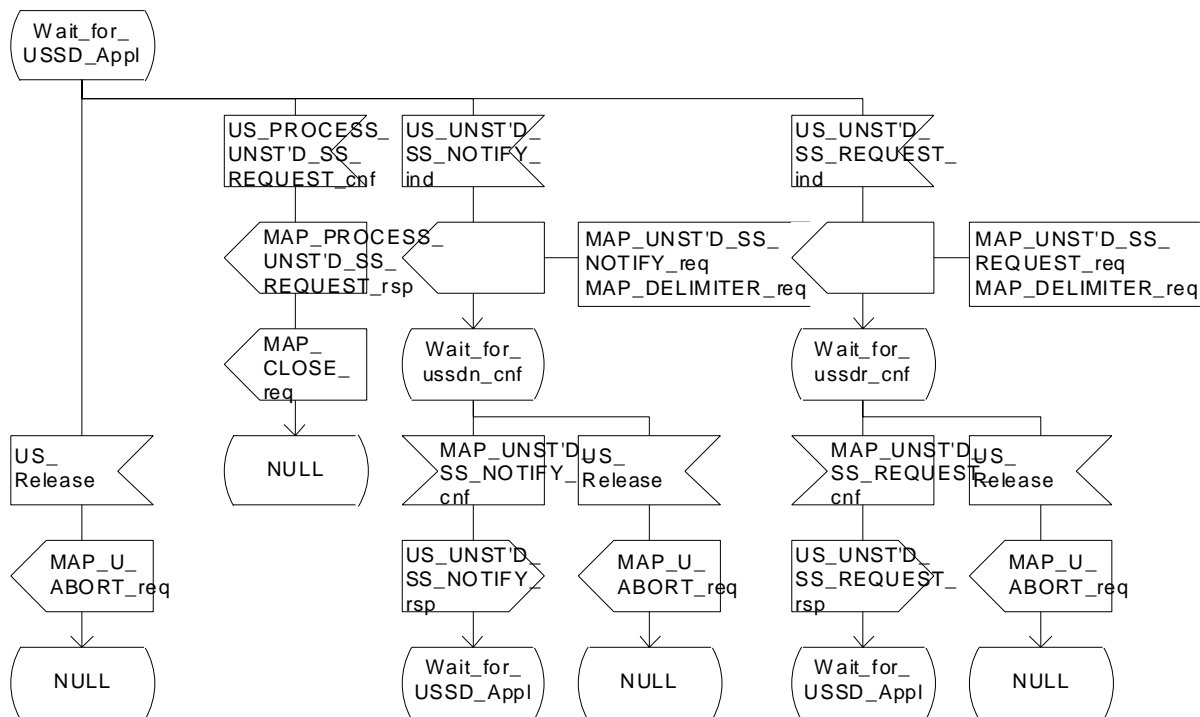 Wait_for_
USSD_Appl
US_PROCESS_
UNST'D_SS_
REQUEST_cnf
US_UNST'D_
SS_NOTIFY_
ind
US_UNST'D_
SS_REQUEST_
ind
MAP_PROCESS_
UNST'D_SS_
REQUEST_rsp
MAP_UNST'D_SS_
NOTIFY_req
MAP_DELIMITER_req
MAP_UNST'D_SS_
REQUEST_req
MAP_DELIMITER_req
MAP_
CLOSE_
req
Wait_for_
ussdn_cnf
Wait_for_
ussdr_cnf
US_
Release
NULL
MAP_UNST'D_
SS_NOTIFY_
cnf
US_
Release
MAP_UNST'D_
SS_REQUEST_
cnf
US_
Release
MAP_U_
ABORT_req
US_UNST'D_
SS_NOTIFY_
rsp
MAP_U_
ABORT_req
US_UNST'D_
SS_REQUEST_
rsp
MAP_U_
ABORT_req
NULL
Wait_for_
USSD_Appl
NULL
Wait_for_
USSD_Appl
NULL